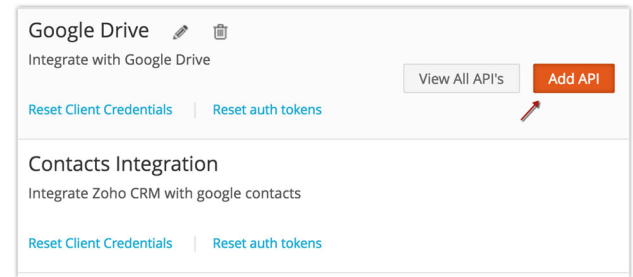 Google Drive
Integrate with Google Drive
View All API's
Add API
Reset Client Credentials
Reset auth tokens
Contacts Integration
Integrate Zoho CRM with google contacts
Reset Client Credentials
Reset auth tokens